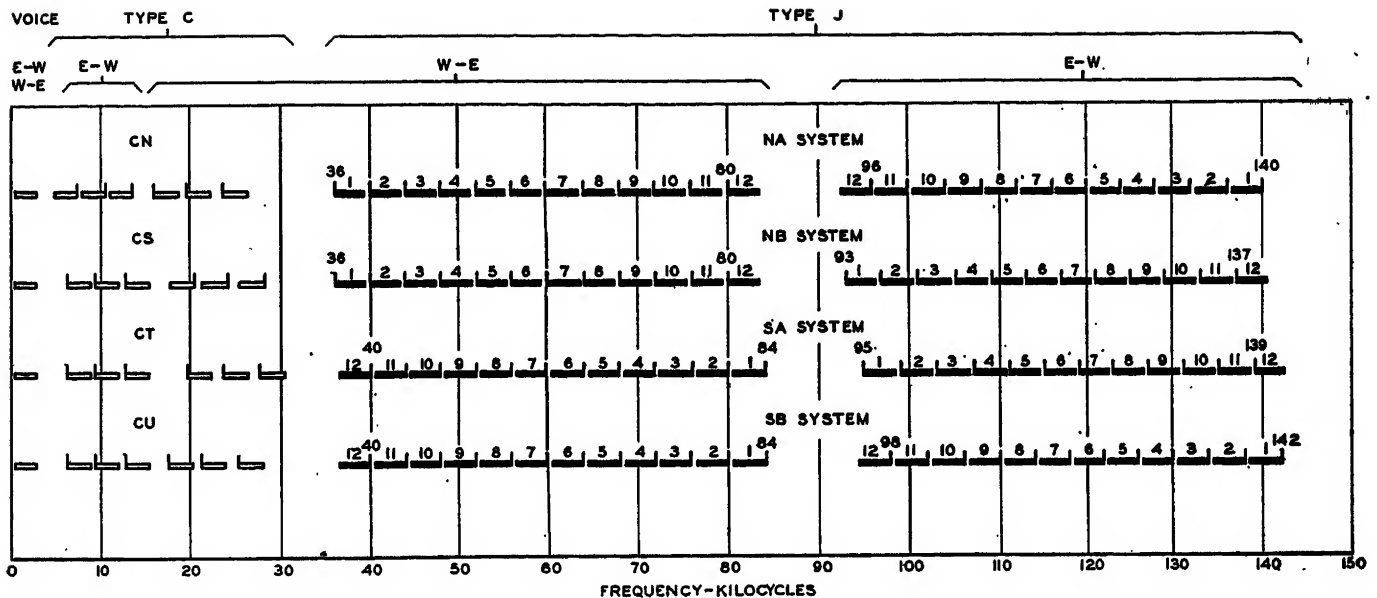 VOICE TYPE C TYPE J
E-W E-W W-E E-W
W-E
CN NA SYSTEM
36 80 96 140
1 2 3 4 5 6 7 8 9 10 11 12 12 11 10 9 8 7 6 5 4 3 2 1
CS NB SYSTEM
36 80 93 137
1 2 3 4 5 6 7 8 9 10 11 12 1 2 3 4 5 6 7 8 9 10 11 12
CT SA SYSTEM
40 84 95 139
12 11 10 9 8 7 6 5 4 3 2 1 1 2 3 4 5 6 7 8 9 10 11 12
CU SB SYSTEM
40 84 98 142
12 11 10 9 8 7 6 5 4 3 2 1 12 11 10 9 8 7 6 5 4 3 2 1
0 10 20 30 40 50 60 70 80 90 100 110 120 130 140 150
FREQUENCY-KILOCYCLES